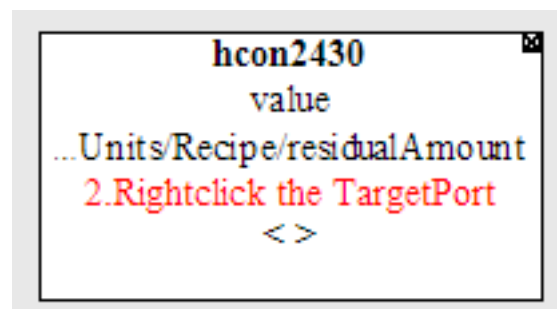 hcon2430
value
...Units/Recipe/residualAmount
2.Rightclick the TargetPort
<>